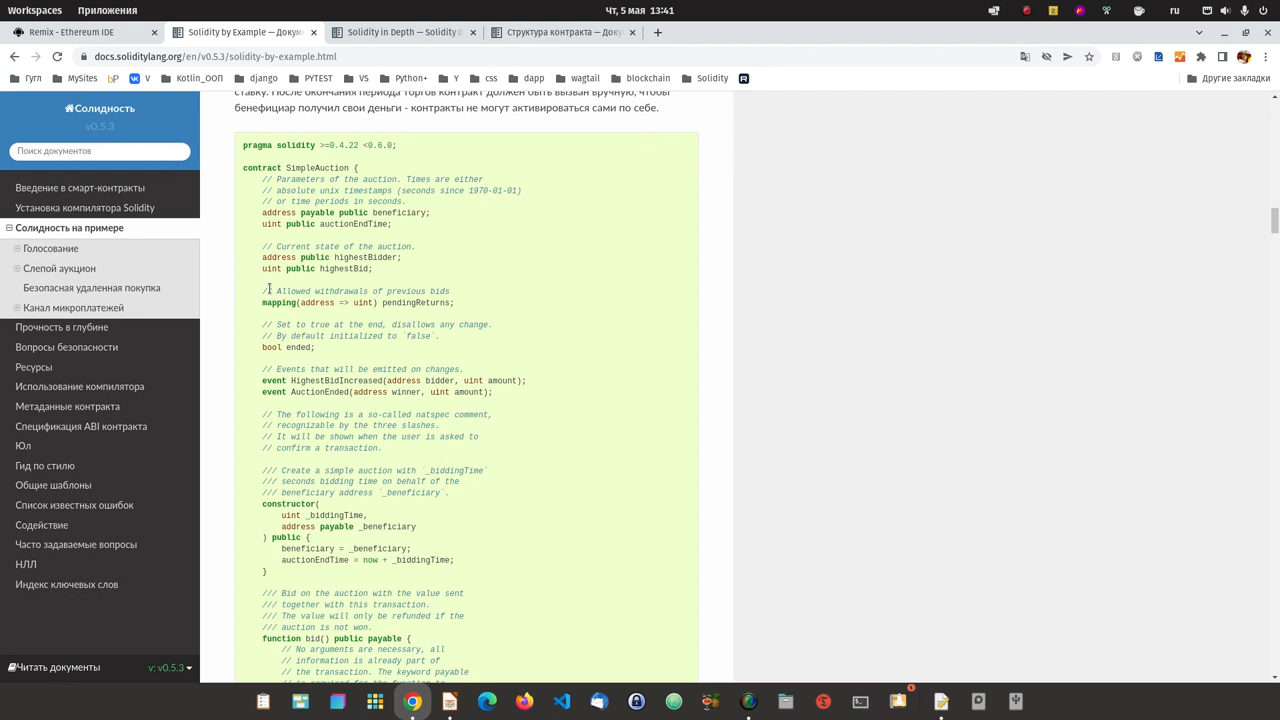 Workspaces Приложения Чт, 5 мая 13:41 ru
Remix - Ethereum IDE × Solidity by Example — Докум × Solidity in Depth — Solidity 0. × Структура контракта — Доку ×
docs.soliditylang.org/en/v0.5.3/solidity-by-example.html
Гугл MySites bP V Kotlin_ООП django PYTEST VS Python+ Y css dapp wagtail blockchain Solidity Другие закладки
Солидность
v0.5.3
Поиск документов
Введение в смарт-контракты
Установка компилятора Solidity
Солидность на примере
Голосование
Слепой аукцион
Безопасная удаленная покупка
Канал микроплатежей
Прочность в глубине
Вопросы безопасности
Ресурсы
Использование компилятора
Метаданные контракта
Спецификация ABI контракта
Юл
Гид по стилю
Общие шаблоны
Список известных ошибок
Содействие
Часто задаваемые вопросы
НЛЛ
Индекс ключевых слов
Читать документы v: v0.5.3
ставку. После окончания периода торгов контракт должен быть вызван вручную, чтобы
бенефициар получил свои деньги - контракты не могут активироваться сами по себе.
pragma solidity >=0.4.22 <0.6.0;
contract SimpleAuction {
// Parameters of the auction. Times are either
// absolute unix timestamps (seconds since 1970-01-01)
// or time periods in seconds.
address payable public beneficiary;
uint public auctionEndTime;
// Current state of the auction.
address public highestBidder;
uint public highestBid;
// Allowed withdrawals of previous bids
mapping(address => uint) pendingReturns;
// Set to true at the end, disallows any change.
// By default initialized to `false`.
bool ended;
// Events that will be emitted on changes.
event HighestBidIncreased(address bidder, uint amount);
event AuctionEnded(address winner, uint amount);
// The following is a so-called natspec comment,
// recognizable by the three slashes.
// It will be shown when the user is asked to
// confirm a transaction.
/// Create a simple auction with `_biddingTime`
/// seconds bidding time on behalf of the
/// beneficiary address `_beneficiary`.
constructor(
uint _biddingTime,
address payable _beneficiary
) public {
beneficiary = _beneficiary;
auctionEndTime = now + _biddingTime;
}
/// Bid on the auction with the value sent
/// together with this transaction.
/// The value will only be refunded if the
/// auction is not won.
function bid() public payable {
// No arguments are necessary, all
// information is already part of
// the transaction. The keyword payable
// is required for the function to